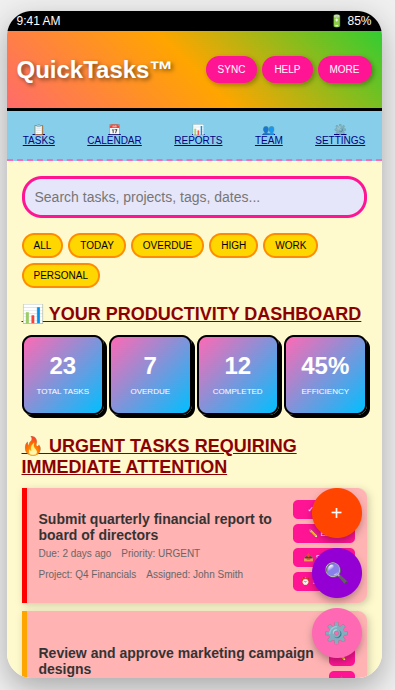 9:41 AM 🔋 85%
QuickTasks™ SYNC HELP MORE
📋 📅 📊 👥 ⚙️
TASKS CALENDAR REPORTS TEAM SETTINGS
Search tasks, projects, tags, dates...
ALL TODAY OVERDUE HIGH WORK
PERSONAL
📊 YOUR PRODUCTIVITY DASHBOARD
23 7 12 45%
TOTAL TASKS OVERDUE COMPLETED EFFICIENCY
🔥 URGENT TASKS REQUIRING
IMMEDIATE ATTENTION
Submit quarterly financial report to
board of directors
Due: 2 days ago Priority: URGENT
Project: Q4 Financials Assigned: John Smith
+
Review and approve marketing campaign
designs